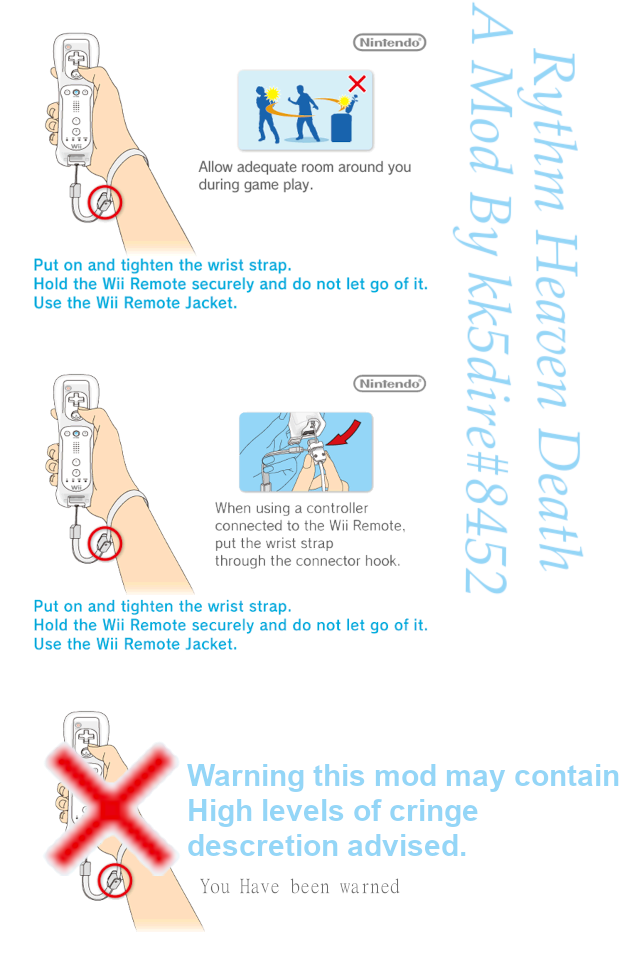 Nintendo®
Allow adequate room around you
during game play.
Wii
Put on and tighten the wrist strap.
Hold the Wii Remote securely and do not let go of it.
Use the Wii Remote Jacket.
Nintendo®
When using a controller
connected to the Wii Remote,
put the wrist strap
through the connector hook.
Wii
Put on and tighten the wrist strap.
Hold the Wii Remote securely and do not let go of it.
Use the Wii Remote Jacket.
Warning this mod may contain
High levels of cringe
descretion advised.
You Have been warned
Rythm Heaven Death
A Mod By kk5dire#8452